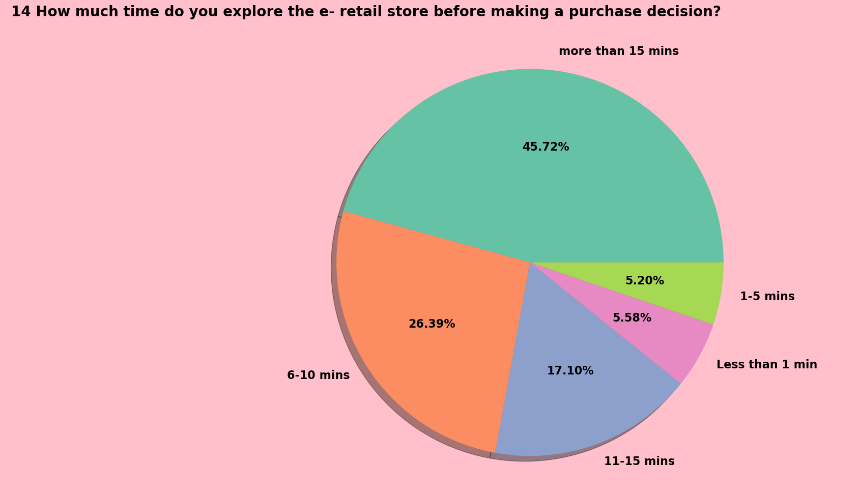 14 How much time do you explore the e- retail store before making a purchase decision?
more than 15 mins
45.72%
5.20%
1-5 mins
5.58%
26.39%
Less than 1 min
17.10%
6-10 mins
11-15 mins